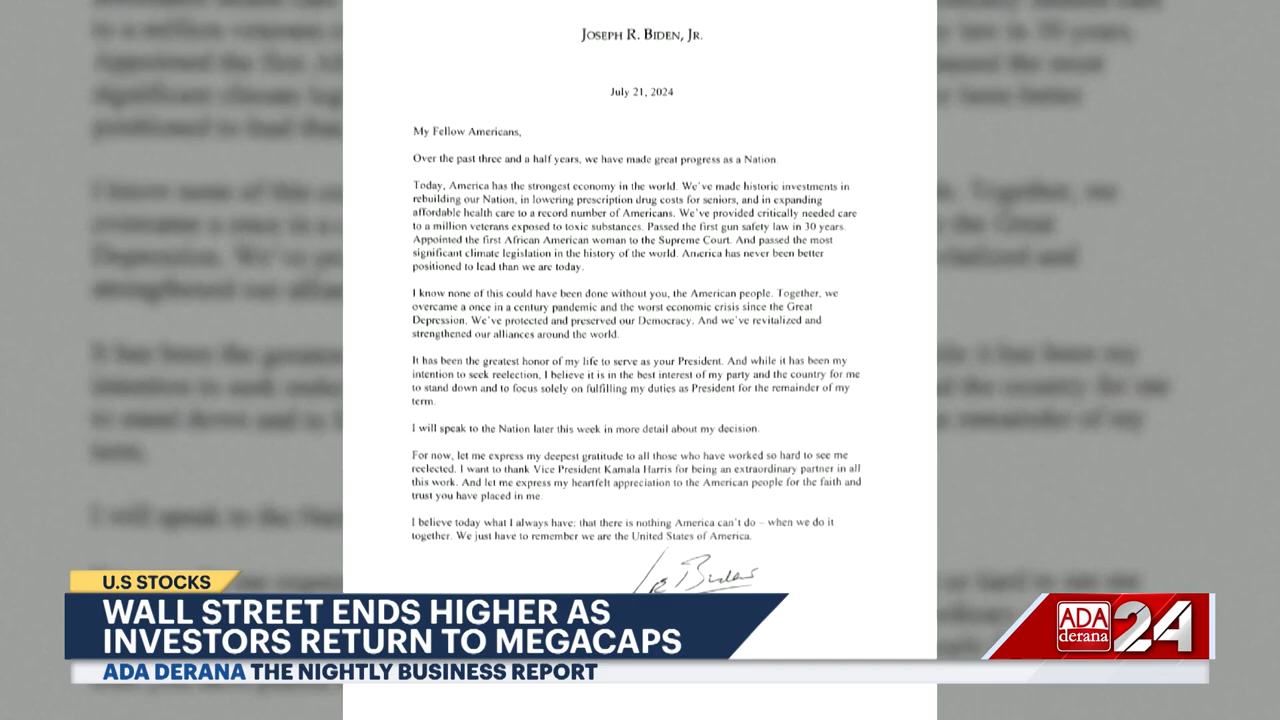 JOSEPH R. BIDEN, JR.
July 21, 2024
My Fellow Americans,
Over the past three and a half years, we have made great progress as a Nation.
Today, America has the strongest economy in the world. We've made historic investments in
rebuilding our Nation, in lowering prescription drug costs for seniors, and in expanding
affordable health care to a record number of Americans. We've provided critically needed care
to a million veterans exposed to toxic substances. Passed the first gun safety law in 30 years.
Appointed the first African American woman to the Supreme Court. And passed the most
significant climate legislation in the history of the world. America has never been better
positioned to lead than we are today.
I know none of this could have been done without you, the American people. Together, we
overcame a once in a century pandemic and the worst economic crisis since the Great
Depression. We've protected and preserved our Democracy. And we've revitalized and
strengthened our alliances around the world.
It has been the greatest honor of my life to serve as your President. And while it has been my
intention to seek reelection, I believe it is in the best interest of my party and the country for me
to stand down and to focus solely on fulfilling my duties as President for the remainder of my
term.
I will speak to the Nation later this week in more detail about my decision.
For now, let me express my deepest gratitude to all those who have worked so hard to see me
reelected. I want to thank Vice President Kamala Harris for being an extraordinary partner in all
this work. And let me express my heartfelt appreciation to the American people for the faith and
trust you have placed in me.
I believe today what I always have: that there is nothing America can't do – when we do it
together. We just have to remember we are the United States of America.
U.S STOCKS
WALL STREET ENDS HIGHER AS
INVESTORS RETURN TO MEGACAPS
ADA DERANA THE NIGHTLY BUSINESS REPORT
ADA
derana
24